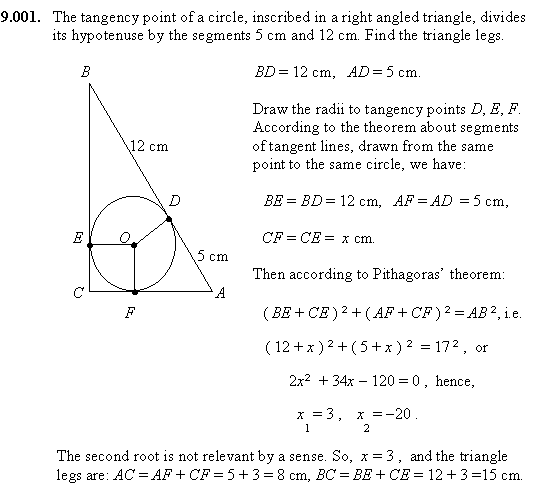 9.001. The tangency point of a circle, inscribed in a right angled triangle, divides
its hypotenuse by the segments 5 cm and 12 cm. Find the triangle legs.
B
BD = 12 cm, AD = 5 cm.
Draw the radii to tangency points D, E, F.
According to the theorem about segments
12 cm
of tangent lines, drawn from the same
point to the same circle, we have:
D
BE = BD = 12 cm, AF = AD = 5 cm,
E
O
CF = CE = x cm.
5 cm
Then according to Pithagoras’ theorem:
C
A
F
( BE + CE ) ² + ( AF + CF ) ² = AB ², i.e.
( 12 + x ) ² + ( 5 + x ) ² = 17 ² , or
2x² + 34x – 120 = 0 , hence,
x₁ = 3 , x₂ = –20 .
The second root is not relevant by a sense. So, x = 3 , and the triangle
legs are: AC = AF + CF = 5 + 3 = 8 cm, BC = BE + CE = 12 + 3 =15 cm.